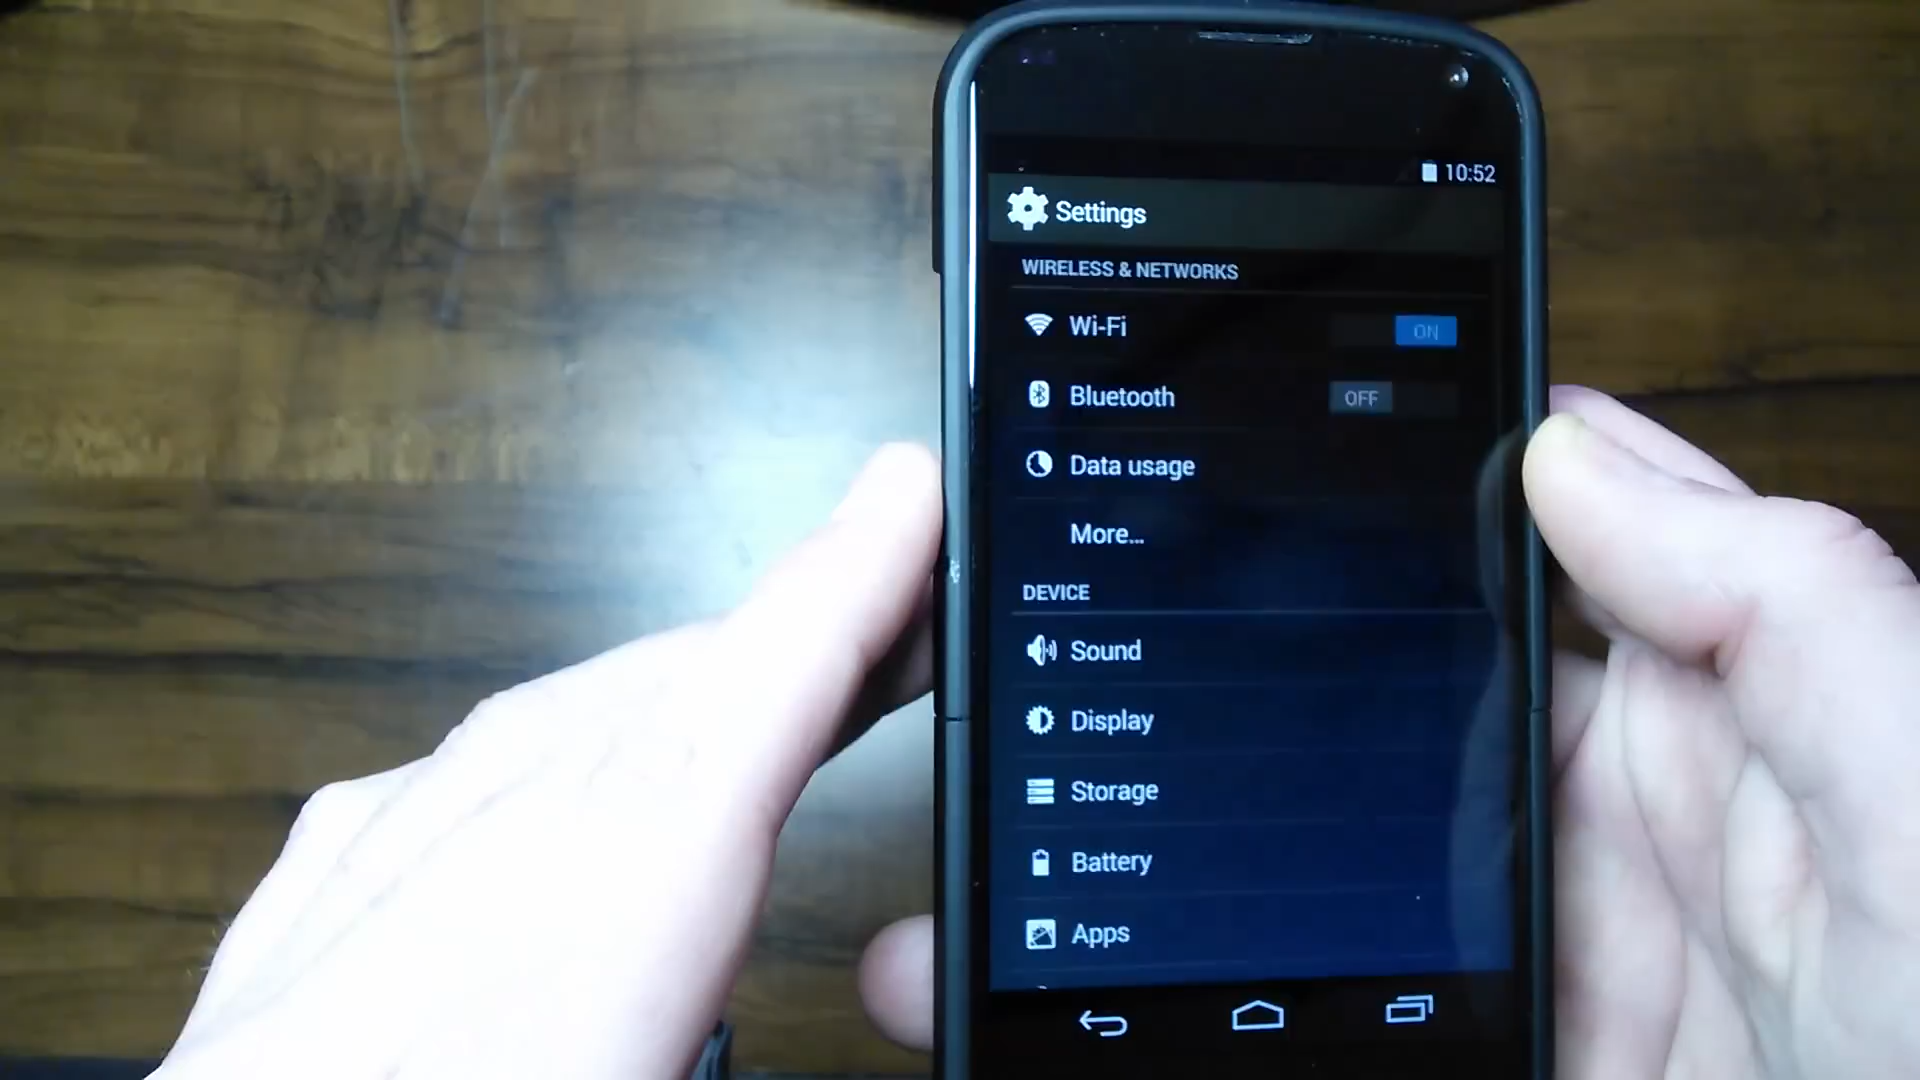 10:52
Settings
WIRELESS & NETWORKS
Wi-Fi ON
Bluetooth OFF
Data usage
More...
DEVICE
Sound
Display
Storage
Battery
Apps